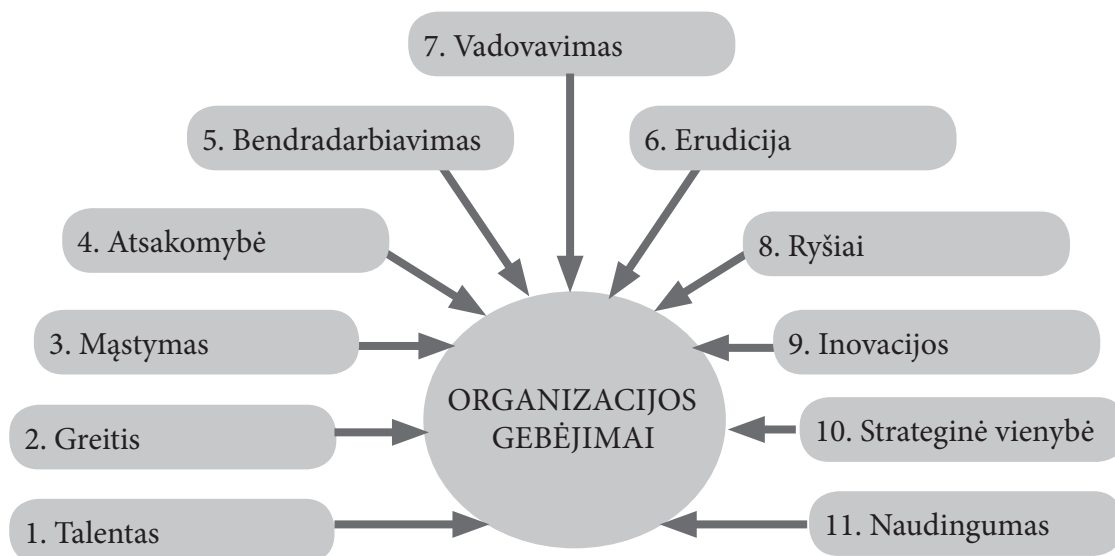 7. Vadovavimas
5. Bendradarbiavimas
6. Erudicija
4. Atsakomybė
8. Ryšiai
3. Mąstymas
9. Inovacijos
ORGANIZACIJOS
GEBĖJIMAI
2. Greitis
10. Strateginė vienybė
1. Talentas
11. Naudingumas